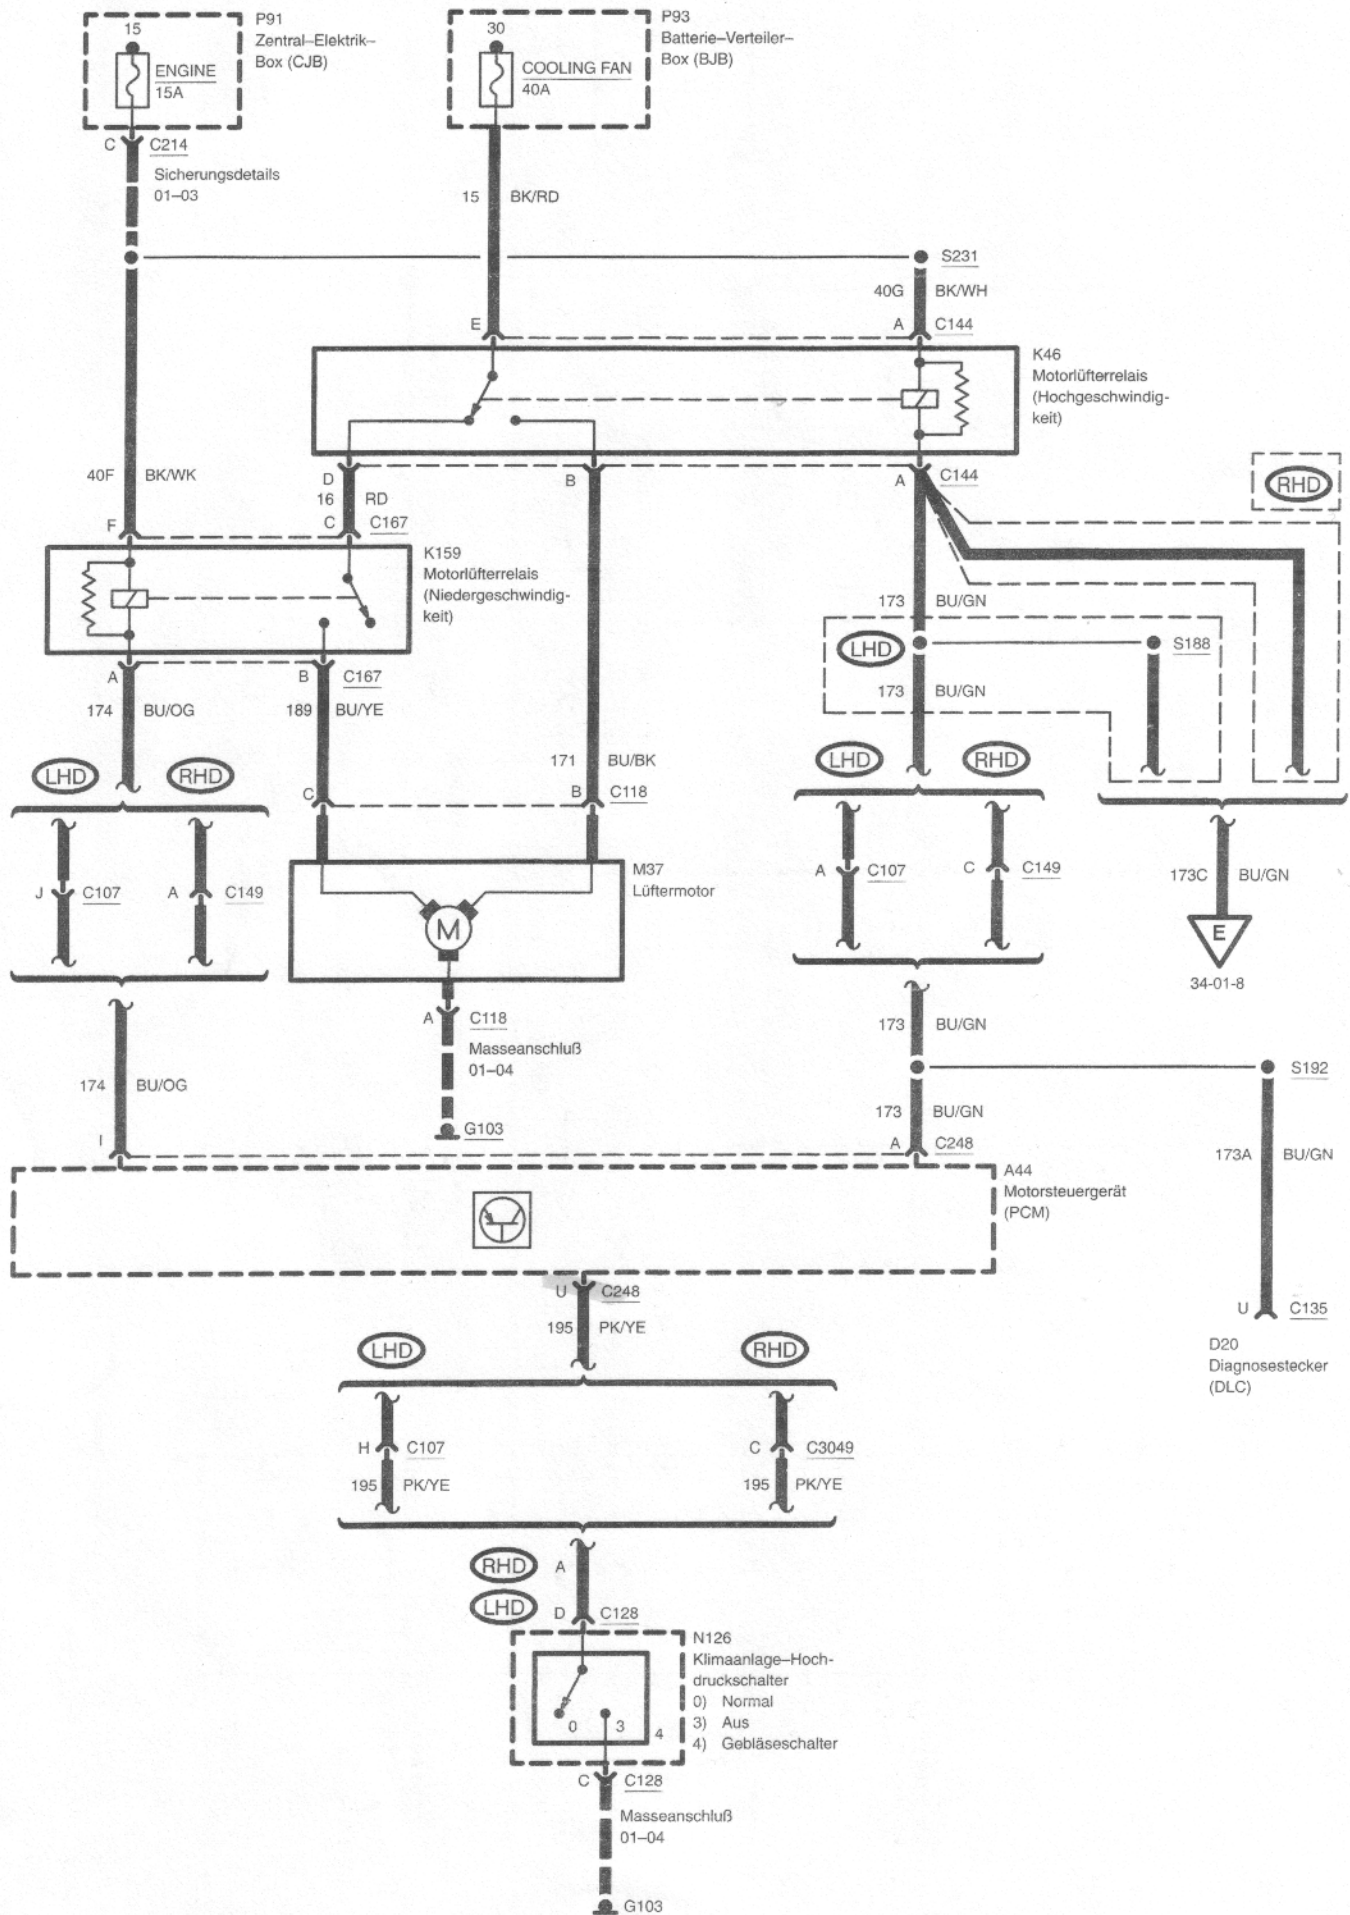 15
P91
Zentral–Elektrik–
Box (CJB)
ENGINE
15A
30
P93
Batterie–Verteiler–
Box (BJB)
COOLING FAN
40A
C
C214
Sicherungsdetails
01–03
15
BK/RD
S231
40G
BK/WH
E
A
C144
K46
Motorlüfterrelais
(Hochgeschwindig-
keit)
40F
BK/WK
D
B
A
C144
RHD
16
RD
F
C
C167
K159
Motorlüfterrelais
(Niedergeschwindig-
keit)
173
BU/GN
LHD
S188
A
B
C167
173
BU/GN
174
BU/OG
189
BU/YE
171
BU/BK
LHD
RHD
LHD
RHD
C
B
C118
M37
Lüftermotor
J
C107
A
C149
M
A
C107
C
C149
173C
BU/GN
E
34-01-8
A
C118
Masseanschluß
01–04
173
BU/GN
S192
174
BU/OG
173
BU/GN
G103
I
A
C248
173A
BU/GN
A44
Motorsteuergerät
(PCM)
U
C248
195
PK/YE
U
C135
D20
Diagnosestecker
(DLC)
LHD
RHD
H
C107
C
C3049
195
PK/YE
195
PK/YE
RHD
A
LHD
D
C128
N126
Klimaanlage–Hoch-
druckschalter
0) Normal
3) Aus
4) Gebläseschalter
0
3
4
C
C128
Masseanschluß
01–04
G103